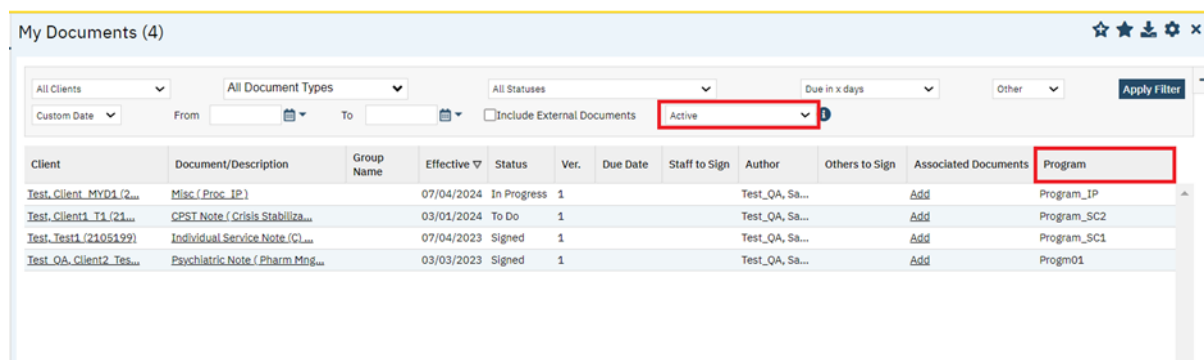 My Documents (4)
All Clients All Document Types All Statuses Due in x days Other Apply Filter
Custom Date From To Include External Documents Active
Client Document/Description Group Name Effective Status Ver. Due Date Staff to Sign Author Others to Sign Associated Documents Program
Test, Client_MYD1 (2... Misc ( Proc_IP ) 07/04/2024 In Progress 1 Test_QA, Sa... Add Program_IP
Test, Client1_T1 (21... CPST Note ( Crisis Stabiliza... 03/01/2024 To Do 1 Test_QA, Sa... Add Program_SC2
Test, Test1 (2105199) Individual Service Note (C) ... 07/04/2023 Signed 1 Test_QA, Sa... Add Program_SC1
Test_QA, Client2_Tes... Psychiatric Note ( Pharm Mng... 03/03/2023 Signed 1 Test_QA, Sa... Add Progm01